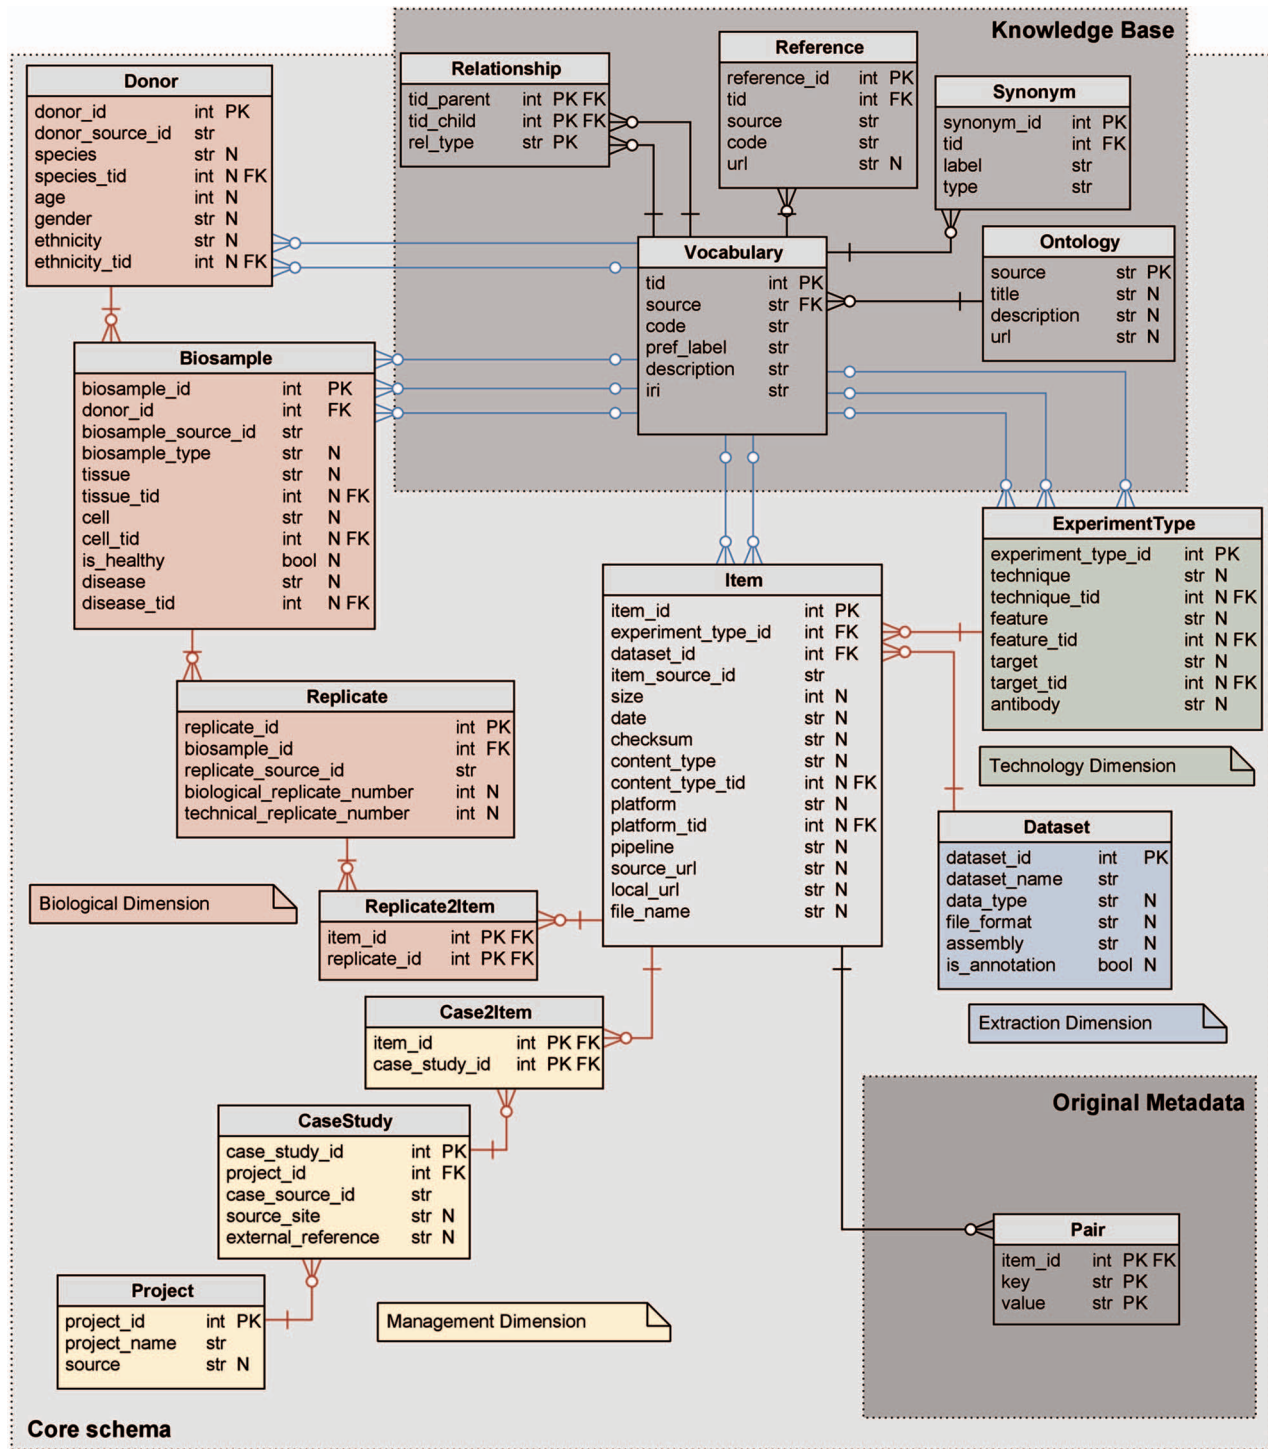 Knowledge Base
Donor
donor_id int PK
donor_source_id str
species str N
species_tid int N FK
age int N
gender str N
ethnicity str N
ethnicity_tid int N FK
Relationship
tid_parent int PK FK
tid_child int PK FK
rel_type str PK
Reference
reference_id int PK
tid int FK
source str
code str
url str N
Synonym
synonym_id int PK
tid int FK
label str
type str
Vocabulary
tid int PK
source str FK
code str
pref_label str
description str
iri str
Ontology
source str PK
title str N
description str N
url str N
Biosample
biosample_id int PK
donor_id int FK
biosample_source_id str
biosample_type str N
tissue str N
tissue_tid int N FK
cell str N
cell_tid int N FK
is_healthy bool N
disease str N
disease_tid int N FK
ExperimentType
experiment_type_id int PK
technique str N
technique_tid int N FK
feature str N
feature_tid int N FK
target str N
target_tid int N FK
antibody str N
Technology Dimension
Item
item_id int PK
experiment_type_id int FK
dataset_id int FK
item_source_id str
size int N
date str N
checksum str N
content_type str N
content_type_tid int N FK
platform str N
platform_tid int N FK
pipeline str N
source_url str N
local_url str N
file_name str N
Replicate
replicate_id int PK
biosample_id int FK
replicate_source_id str
biological_replicate_number int N
technical_replicate_number int N
Dataset
dataset_id int PK
dataset_name str
data_type str N
file_format str N
assembly str N
is_annotation bool N
Extraction Dimension
Biological Dimension
Replicate2Item
item_id int PK FK
replicate_id int PK FK
Case2Item
item_id int PK FK
case_study_id int PK FK
CaseStudy
case_study_id int PK
project_id int FK
case_source_id str
source_site str N
external_reference str N
Original Metadata
Pair
item_id int PK FK
key str PK
value str PK
Project
project_id int PK
project_name str
source str N
Management Dimension
Core schema